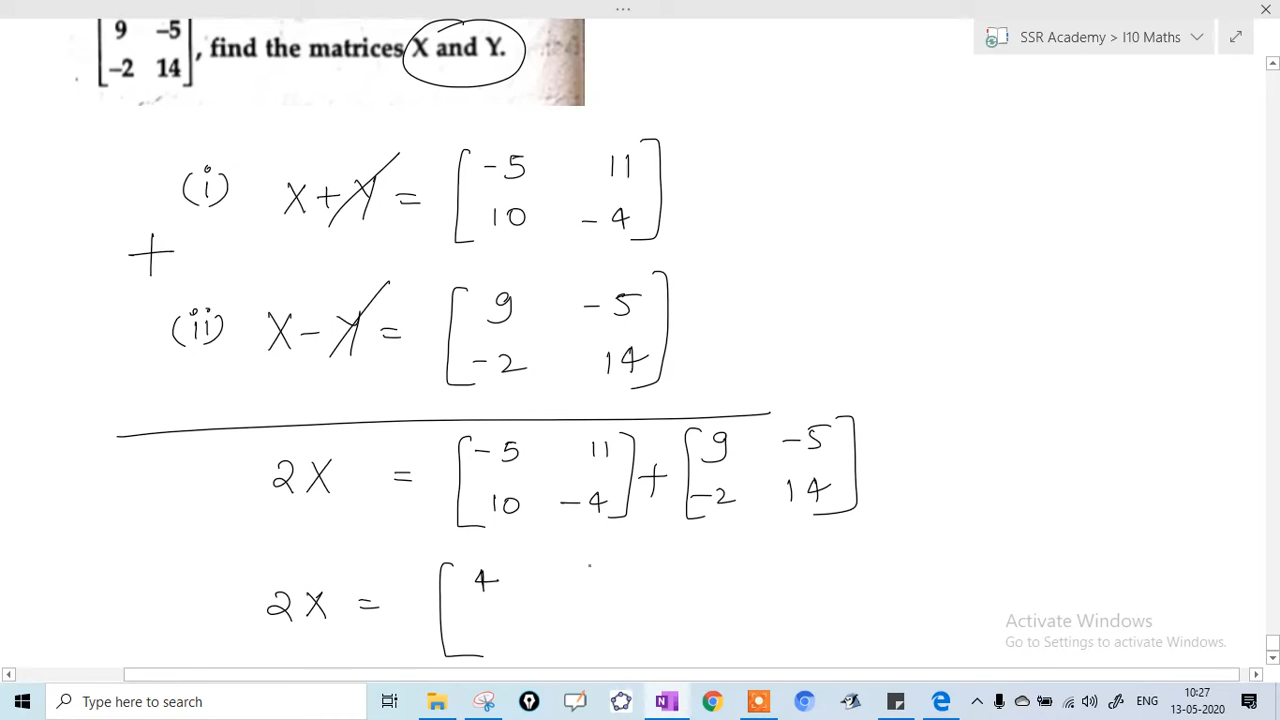 ...
SSR Academy > I10 Maths
9 -5
-2 14 , find the matrices X and Y.
(i) X+Y = -5 11
10 -4
+
(ii) X-Y = 9 -5
-2 14
2X = -5 11 + 9 -5
10 -4 -2 14
2X = 4
Activate Windows
Go to Settings to activate Windows.
Type here to search
10:27
13-05-2020